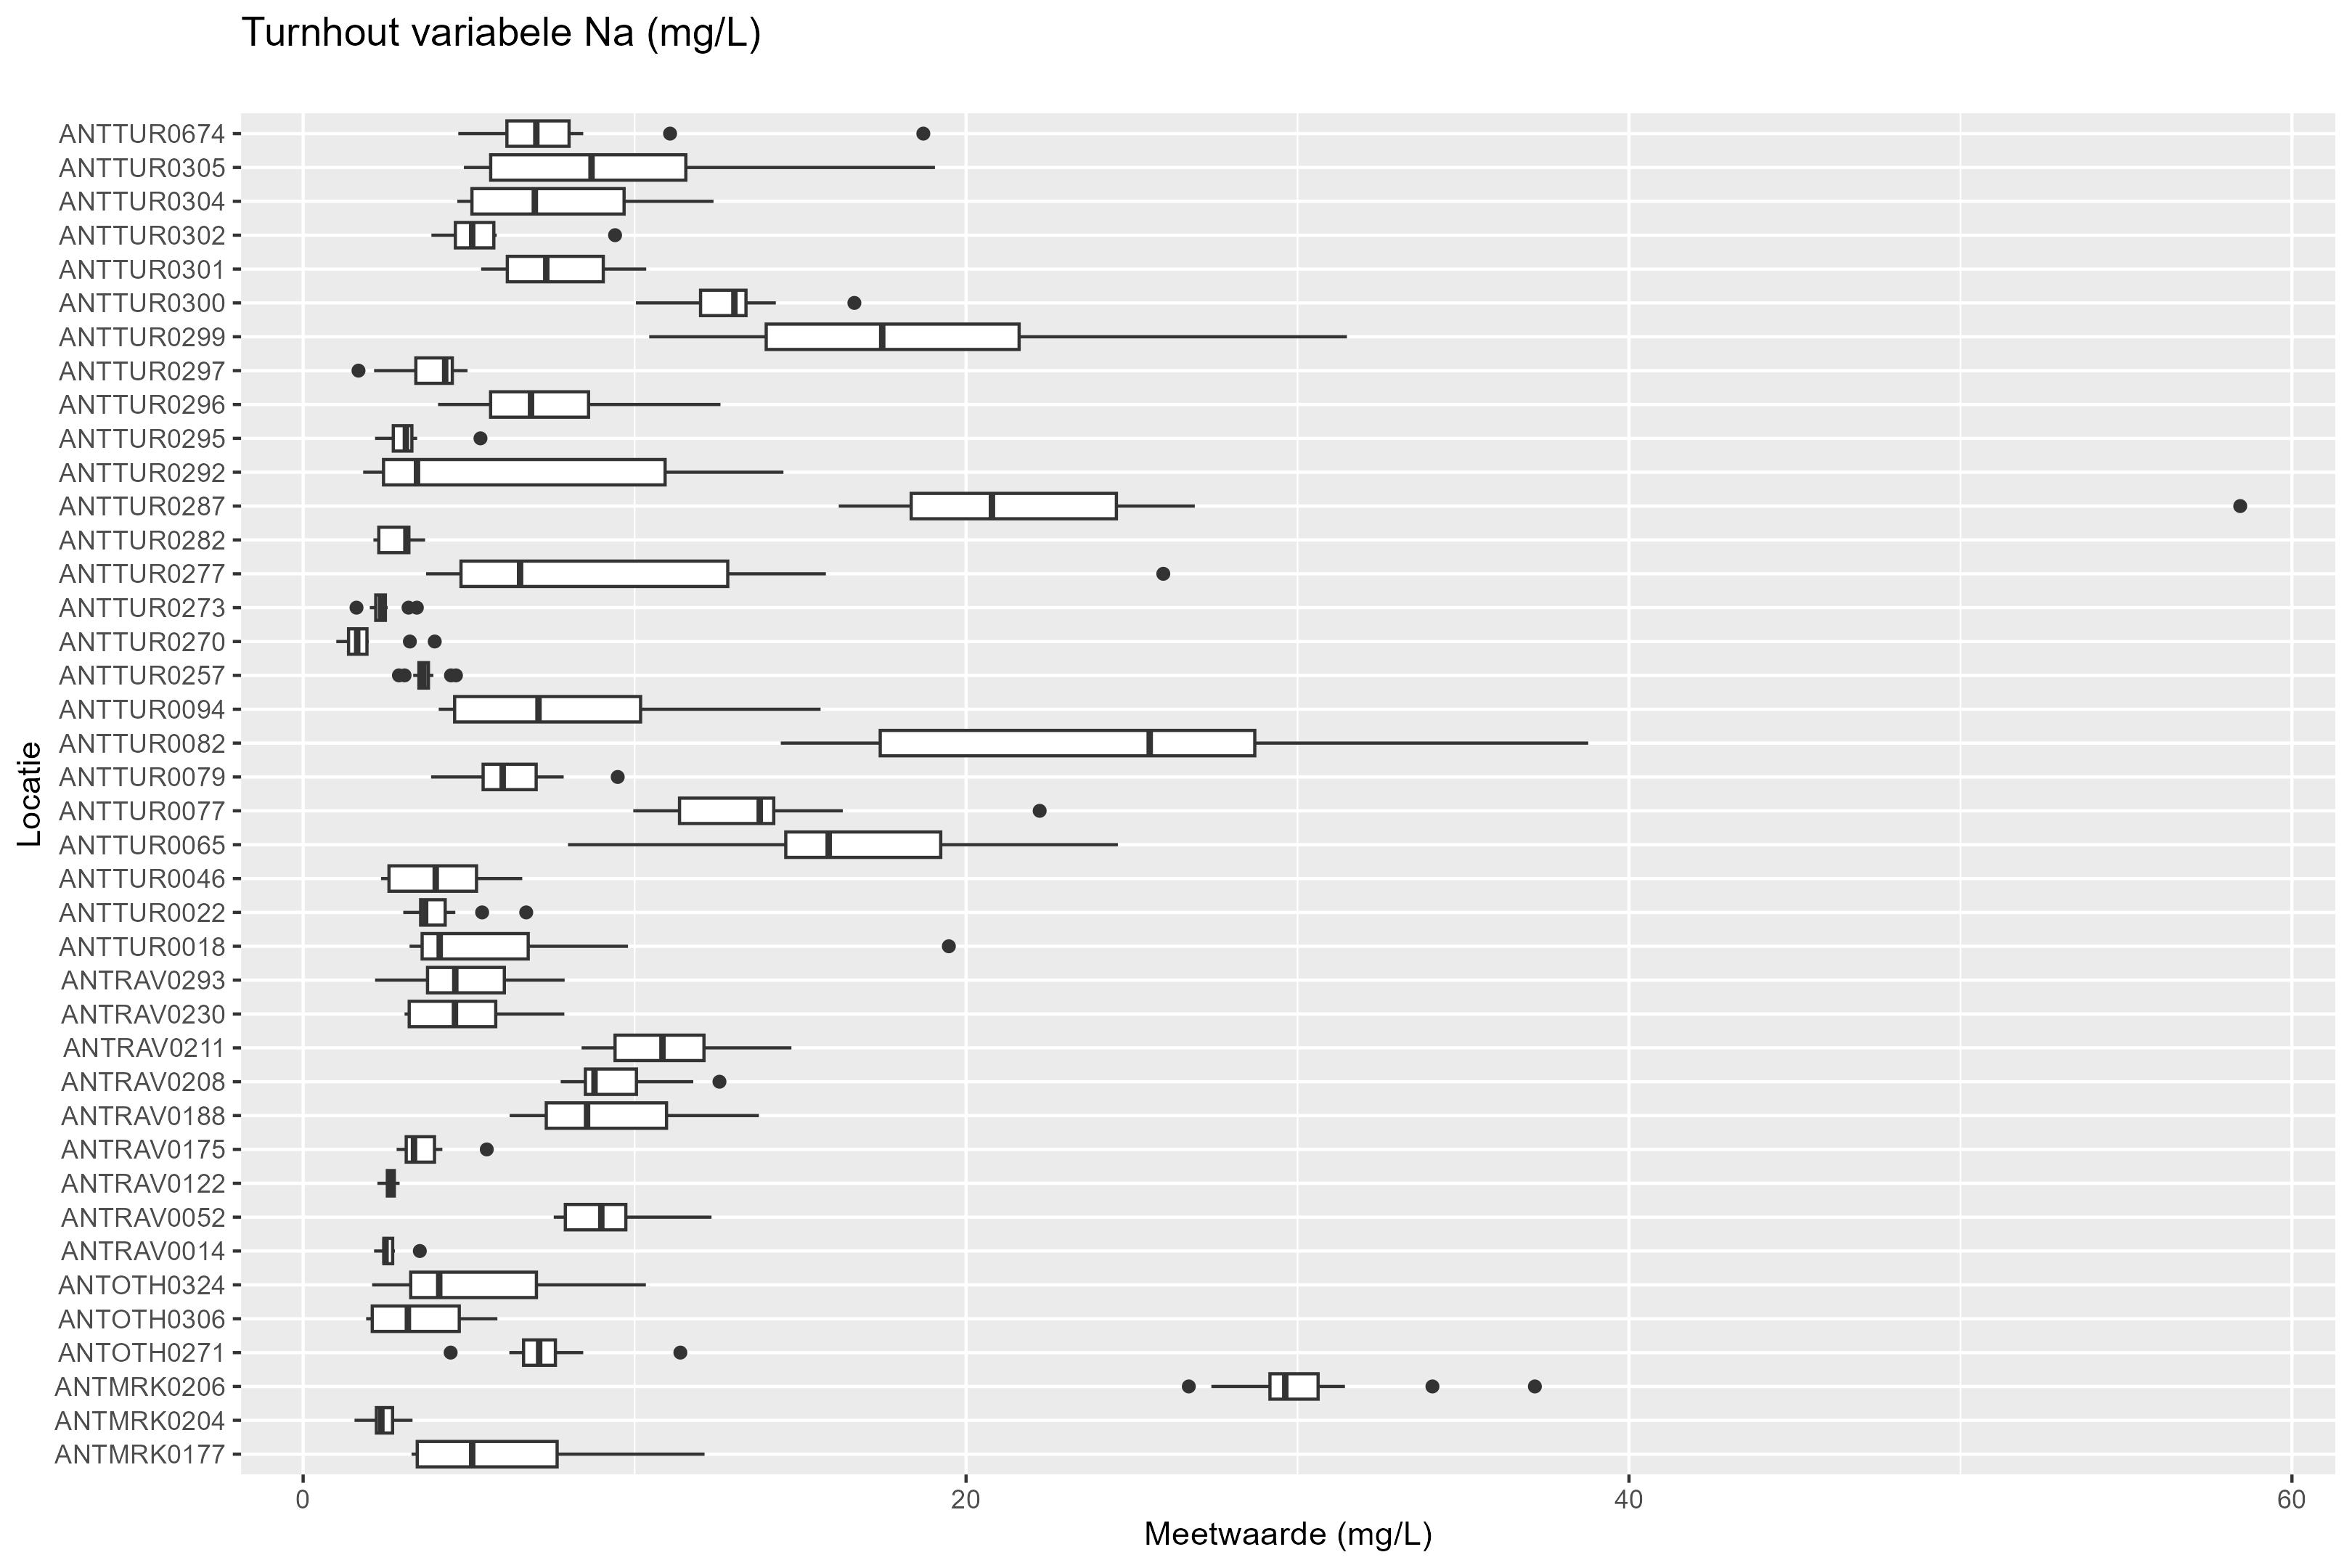 Turnhout variabele Na (mg/L)
ANTTUR0674
ANTTUR0305
ANTTUR0304
ANTTUR0302
ANTTUR0301
ANTTUR0300
ANTTUR0299
ANTTUR0297
ANTTUR0296
ANTTUR0295
ANTTUR0292
ANTTUR0287
ANTTUR0282
ANTTUR0277
ANTTUR0273
ANTTUR0270
ANTTUR0257
ANTTUR0094
ANTTUR0082
ANTTUR0079
ANTTUR0077
ANTTUR0065
ANTTUR0046
ANTTUR0022
ANTTUR0018
ANTRAV0293
ANTRAV0230
ANTRAV0211
ANTRAV0208
ANTRAV0188
ANTRAV0175
ANTRAV0122
ANTRAV0052
ANTRAV0014
ANTOTH0324
ANTOTH0306
ANTOTH0271
ANTMRK0206
ANTMRK0204
ANTMRK0177
Locatie
0 20 40 60
Meetwaarde (mg/L)